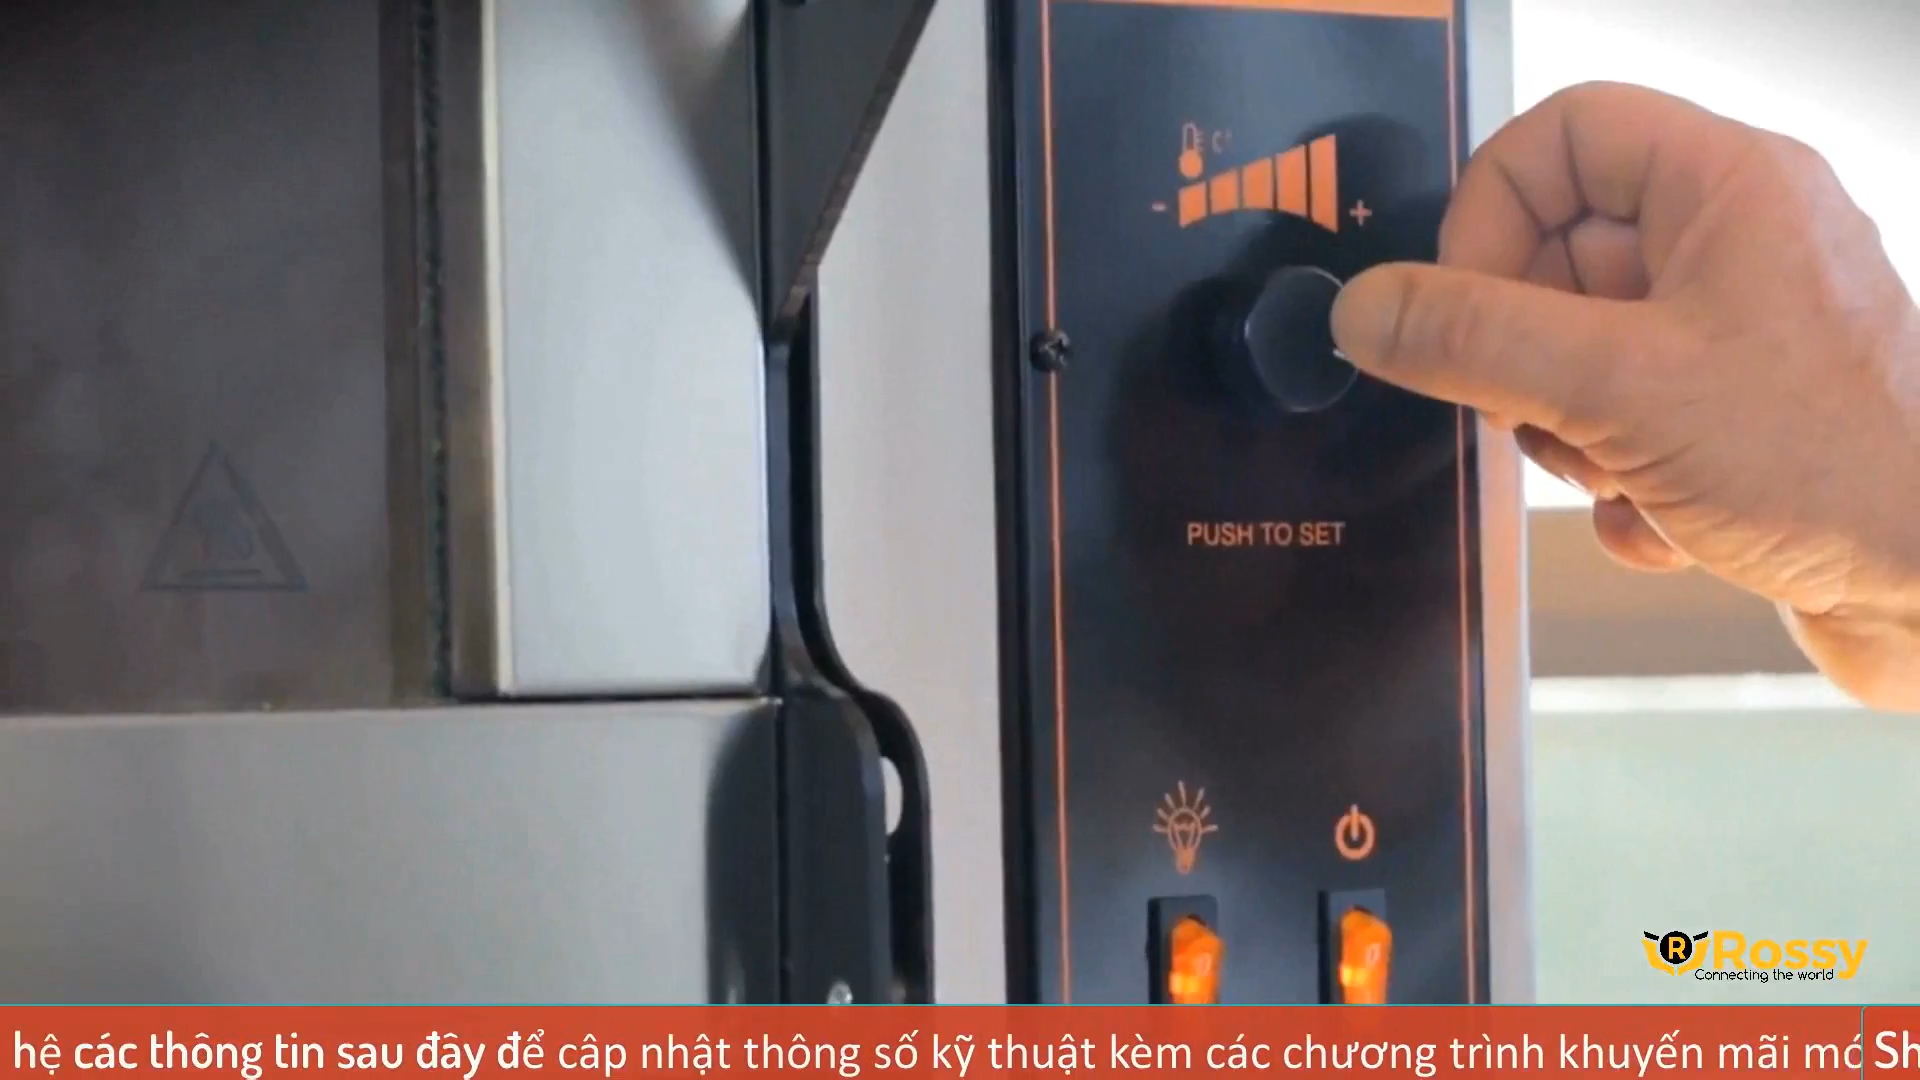 C°
- +
PUSH TO SET
R Rossy
Connecting the world
hệ các thông tin sau đây để câp nhật thông số kỹ thuật kèm các chương trình khuyến mãi mớ
Sh